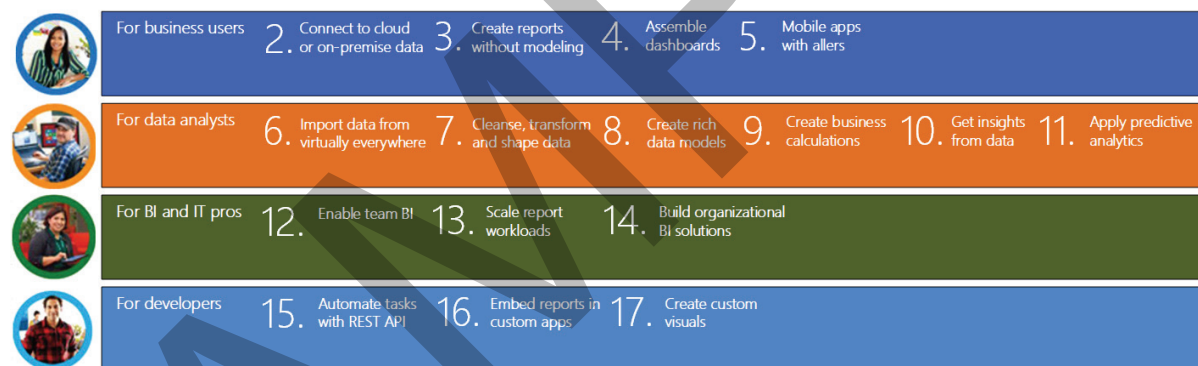 For business users
2. Connect to cloud
or on-premise data
3. Create reports
without modeling
4. Assemble
dashboards
5. Mobile apps
with allers
For data analysts
6. Import data from
virtually everywhere
7. Cleanse, transform
and shape data
8. Create rich
data models
9. Create business
calculations
10. Get insights
from data
11. Apply predictive
analytics
For BI and IT pros
12. Enable team BI
13. Scale report
workloads
14. Build organizational
BI solutions
For developers
15. Automate tasks
with REST API
16. Embed reports in
custom apps
17. Create custom
visuals